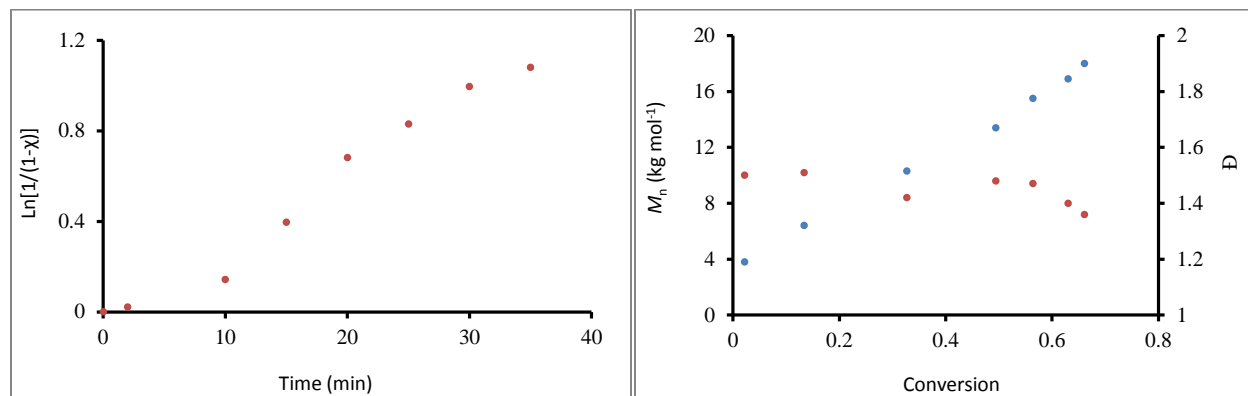 1.2
0.8
0.4
0
Ln[1/(1-χ)]
0 10 20 30 40
Time (min)
20
16
12
8
4
0
Mn (kg mol-1)
2
1.8
1.6
1.4
1.2
1
Đ
0 0.2 0.4 0.6 0.8
Conversion